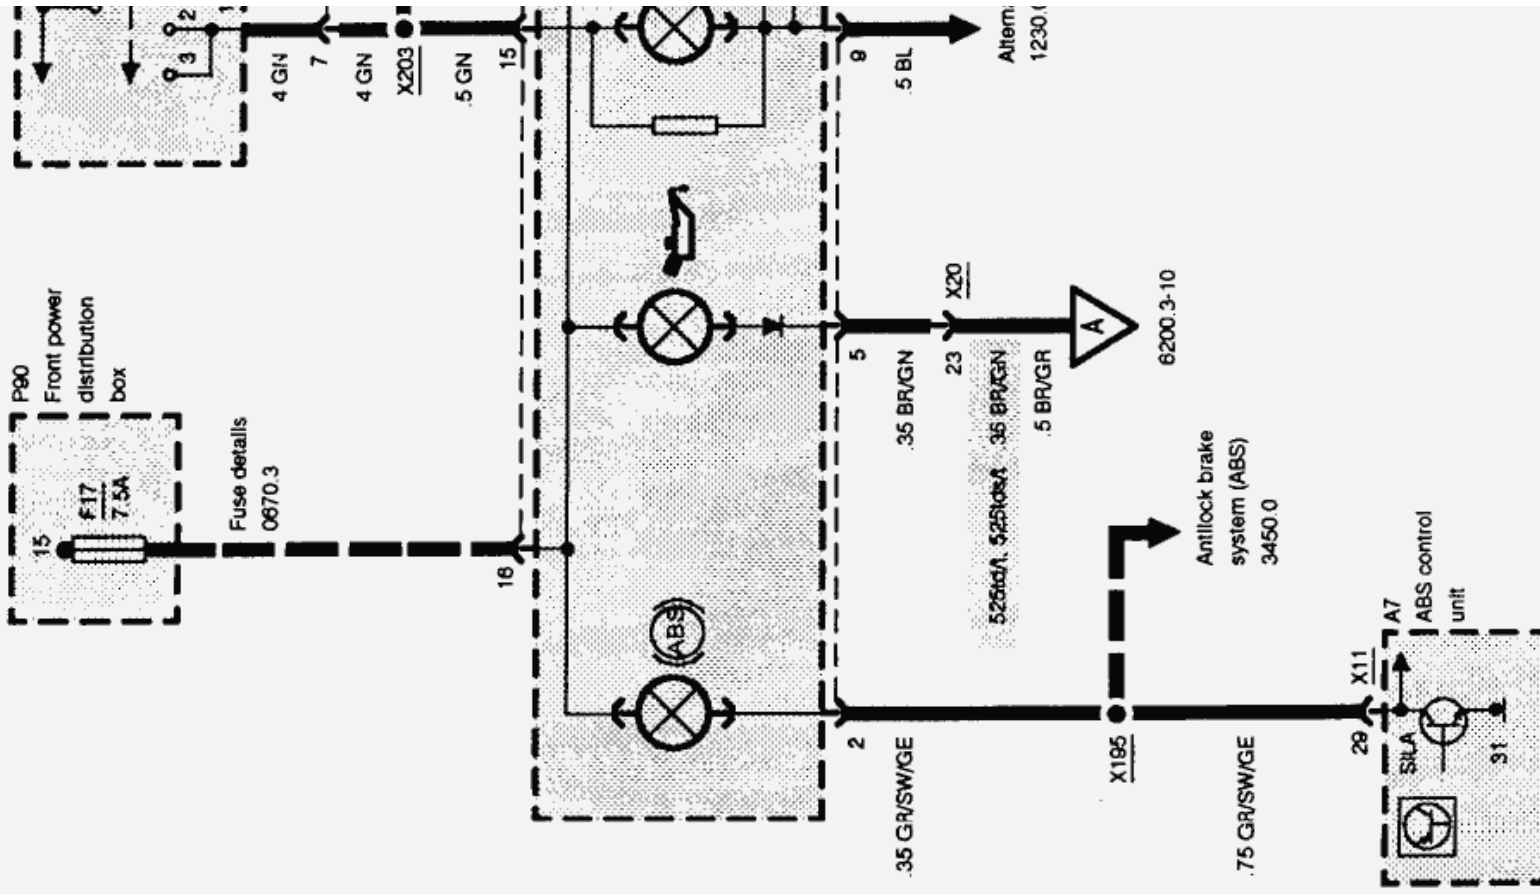 2
1
3
4 GN
7
4 GN
X203
.5 GN
15
9
.5 BL
Altern
1230.0
P90
Front power
distribution
box
15
F17
7.5A
Fuse details
0670.3
16
ABS
5
.35 BR/GN
X20
23
525td/t, 525tds/t .35 BR/GN
.5 BR/GR
A
6200.3-10
Antilock brake
system (ABS)
3450.0
2
.35 GR/SW/GE
X195
.75 GR/SW/GE
29
X11
A7
ABS control
unit
SILA
31